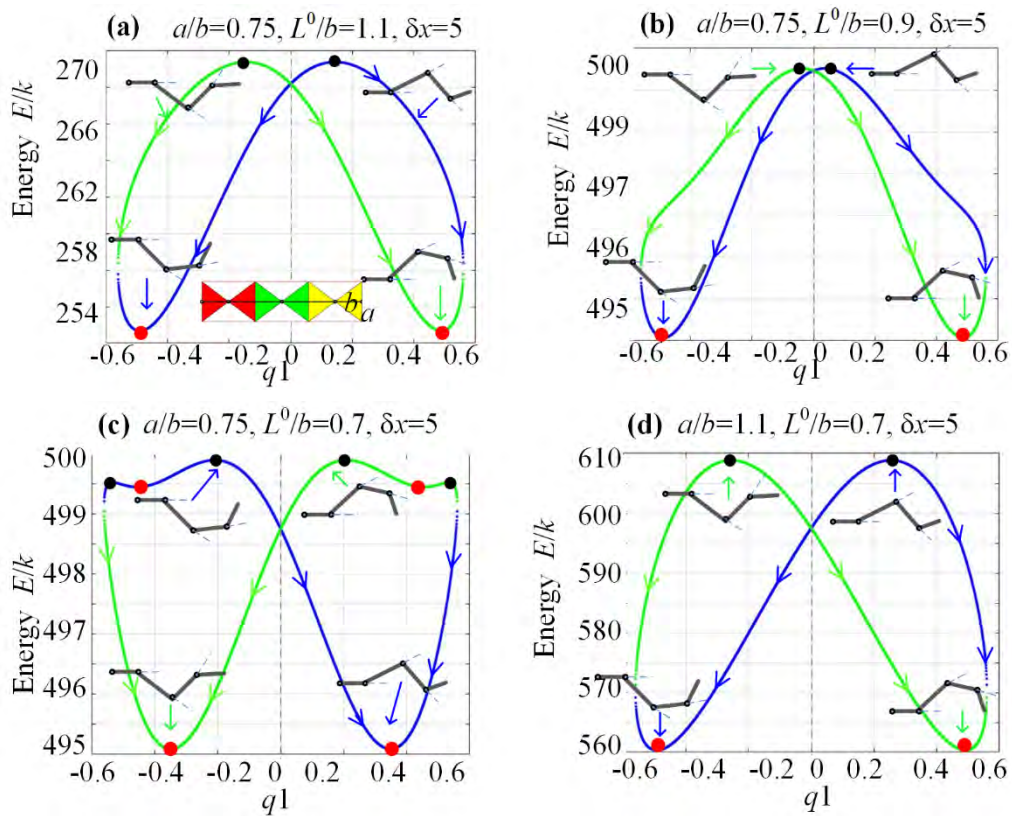 (a) a/b=0.75, L⁰/b=1.1, δx=5
Energy E/k
270
266
262
258
254
b
a
-0.6 -0.4 -0.2 0 0.2 0.4 0.6
q1
(b) a/b=0.75, L⁰/b=0.9, δx=5
Energy E/k
500
499
497
496
495
-0.6 -0.4 -0.2 0 0.2 0.4 0.6
q1
(c) a/b=0.75, L⁰/b=0.7, δx=5
Energy E/k
500
499
498
497
496
495
-0.6 -0.4 -0.2 0 0.2 0.4 0.6
q1
(d) a/b=1.1, L⁰/b=0.7, δx=5
Energy E/k
610
600
590
580
570
560
-0.6 -0.4 -0.2 0 0.2 0.4 0.6
q1